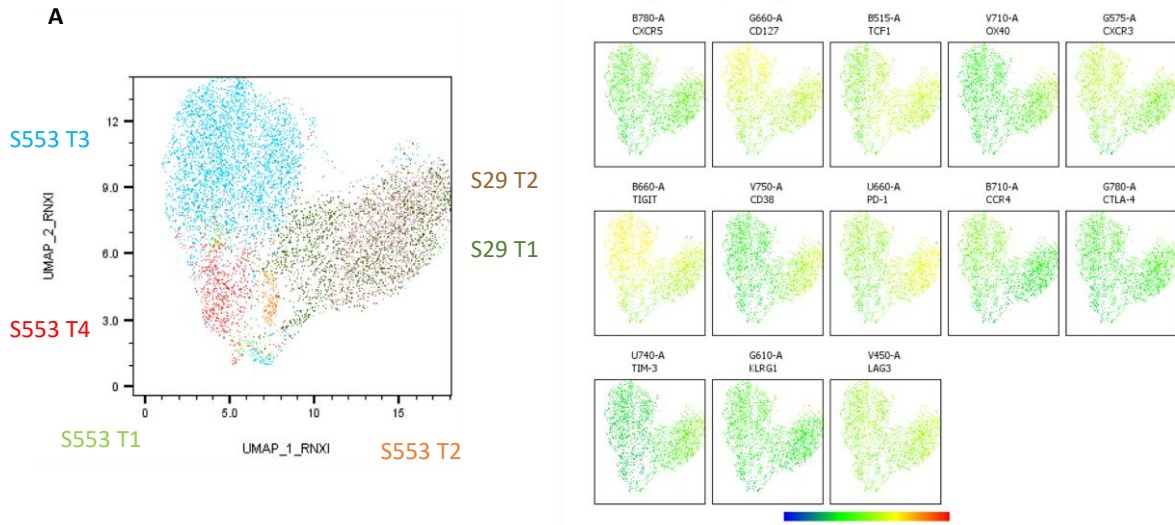 A
S553 T3
S29 T2
S29 T1
S553 T4
S553 T1
S553 T2
UMAP_2_RNXI
12
9.0
6.0
3.0
0
0
5.0
10
15
UMAP_1_RNXI
B780-A
CXCR5
G660-A
CD127
B515-A
TCF1
V710-A
OX40
G575-A
CXCR3
B660-A
TIGIT
V750-A
CD38
U660-A
PD-1
B710-A
CCR4
G780-A
CTLA-4
U740-A
TIM-3
G610-A
KLRG1
V450-A
LAG3